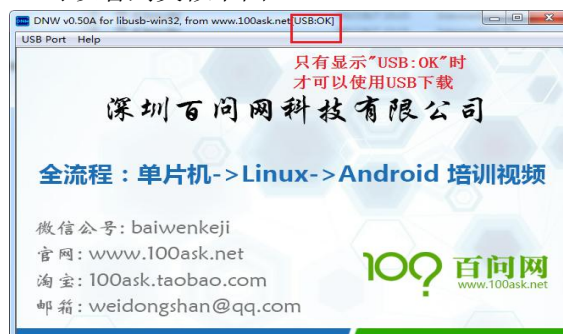 DNW v0.50A for libusb-win32, from www.100ask.net[USB:OK]
USB Port Help
只有显示"USB:OK"时
才可以使用USB下载
深圳百问网科技有限公司
全流程：单片机->Linux->Android 培训视频
微信公号: baiwenkeji
官网: www.100ask.net
淘宝: 100ask.taobao.com
邮箱: weidongshan@qq.com
100 百问网
www.100ask.net